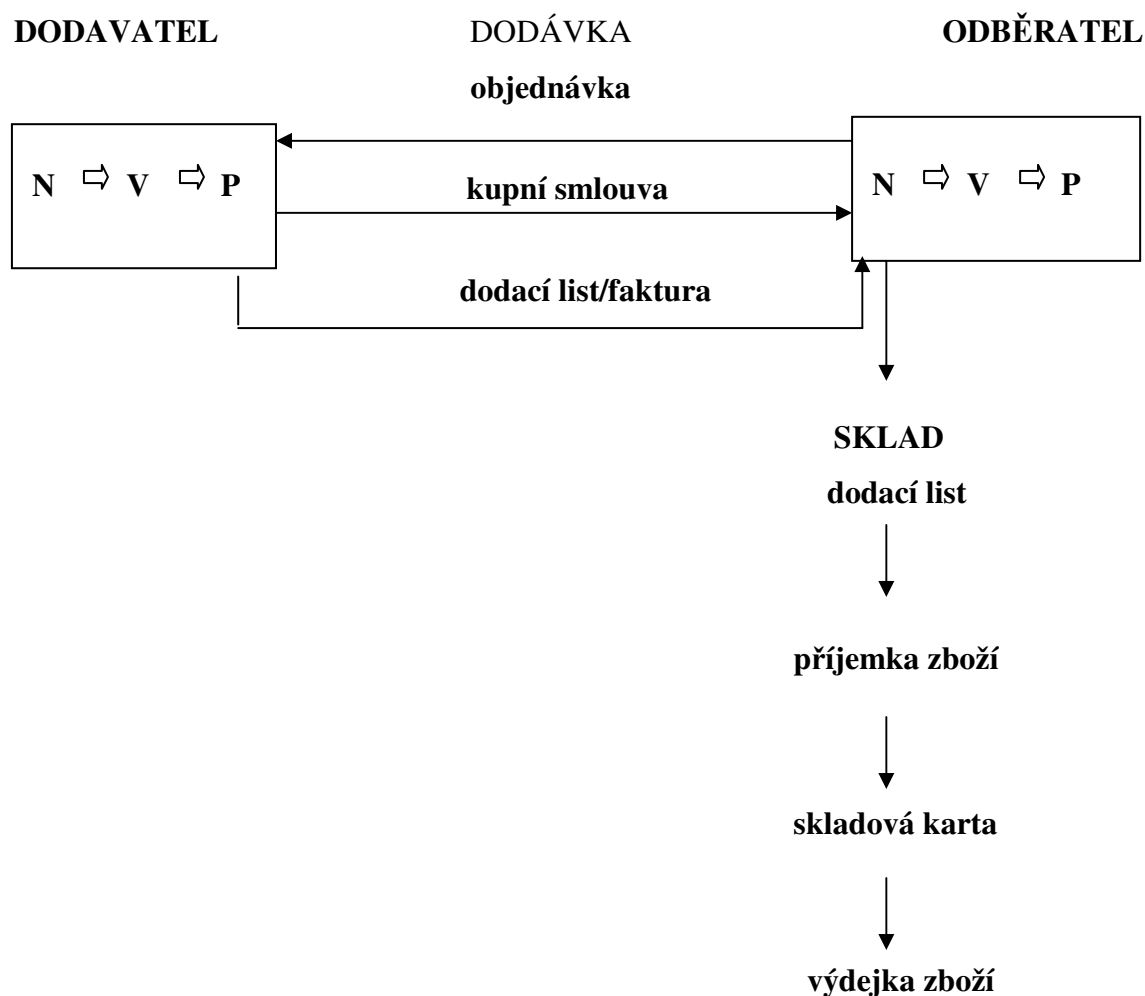 DODAVATEL DODÁVKA ODBĚRATEL
objednávka
N ⇨ V ⇨ P
kupní smlouva
N ⇨ V ⇨ P
dodací list/faktura
SKLAD
dodací list
příjemka zboží
skladová karta
výdejka zboží